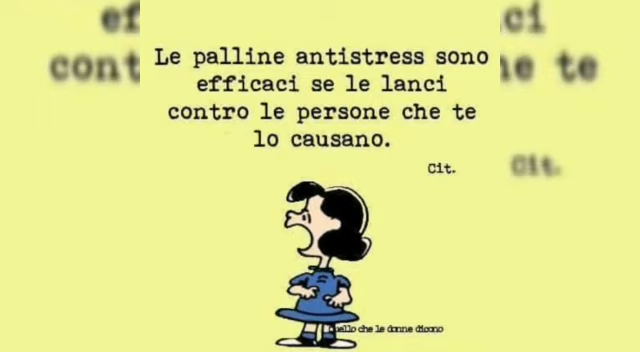 Le palline antistress sono
efficaci se le lanci
contro le persone che te
lo causano.
Cit.
quello che le donne dicono